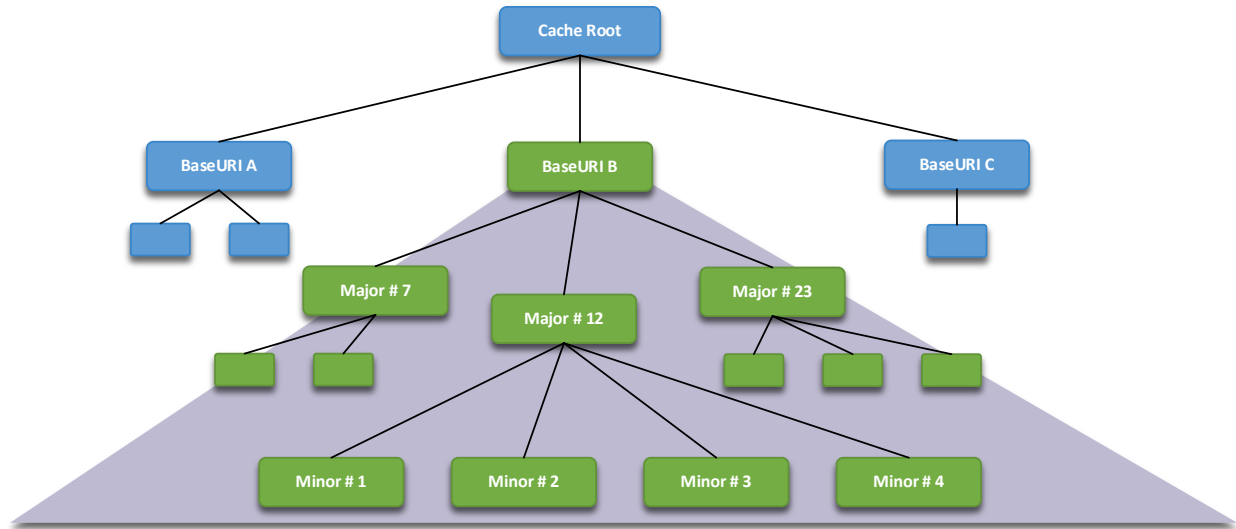 Cache Root
BaseURI A
BaseURI B
BaseURI C
Major # 7
Major # 12
Major # 23
Minor # 1
Minor # 2
Minor # 3
Minor # 4